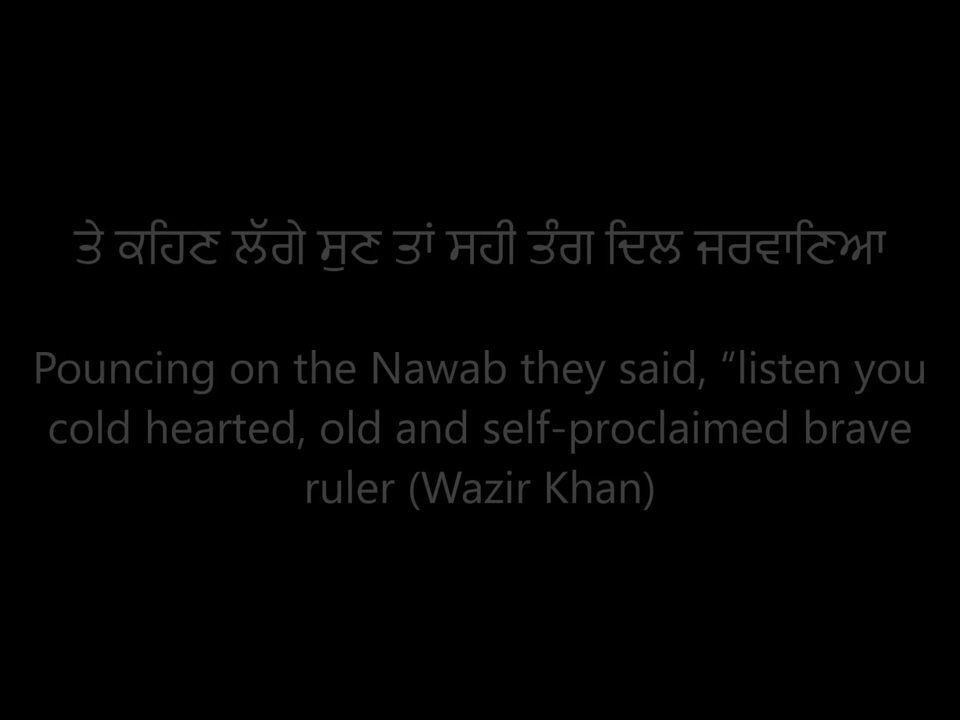 ਤੇ ਕਹਿਣ ਲੱਗੇ ਸੁਣ ਤਾਂ ਸਹੀ ਤੰਗ ਦਿਲ ਜਰਵਾਣਿਆ
Pouncing on the Nawab they said, “listen you
cold hearted, old and self-proclaimed brave
ruler (Wazir Khan)